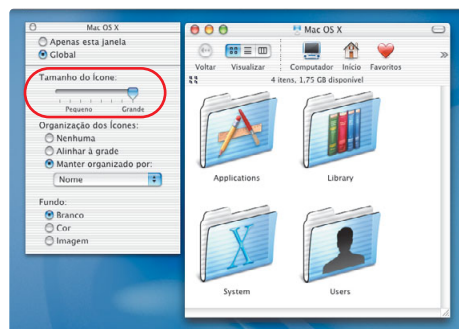 Mac OS X
Apenas esta janela
Global
Tamanho do Ícone:
Pequeno Grande
Organização dos Ícones:
Nenhuma
Alinhar à grade
Manter organizado por:
Nome
Fundo:
Branco
Cor
Imagem
Mac OS X
Voltar Visualizar Computador Início Favoritos
4 itens, 1,75 GB disponível
Applications Library
System Users